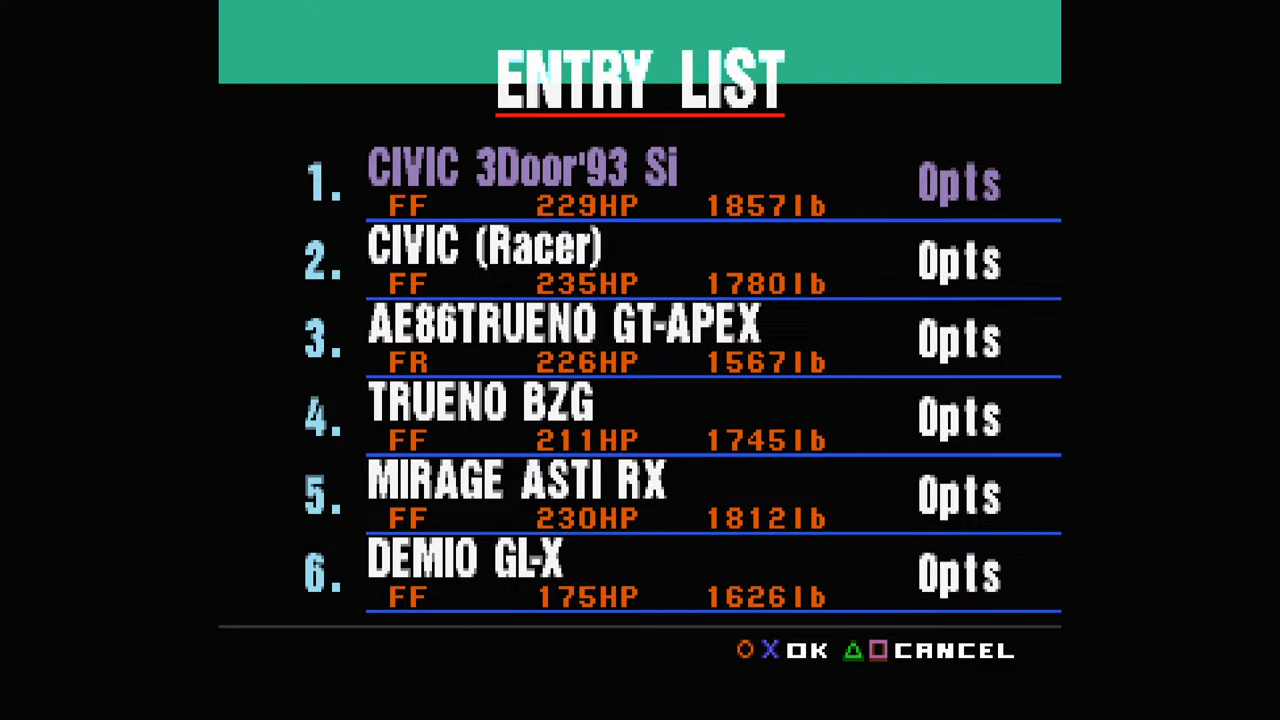 ENTRY LIST
1. CIVIC 3Door'93 Si Opts
FF 229HP 1857lb
2. CIVIC (Racer) Opts
FF 235HP 1780lb
3. AE86TRUENO GT-APEX Opts
FR 226HP 1567lb
4. TRUENO BZG Opts
FF 211HP 1745lb
5. MIRAGE ASTI RX Opts
FF 230HP 1812lb
6. DEMIO GL-X Opts
FF 175HP 1626lb
OK CANCEL